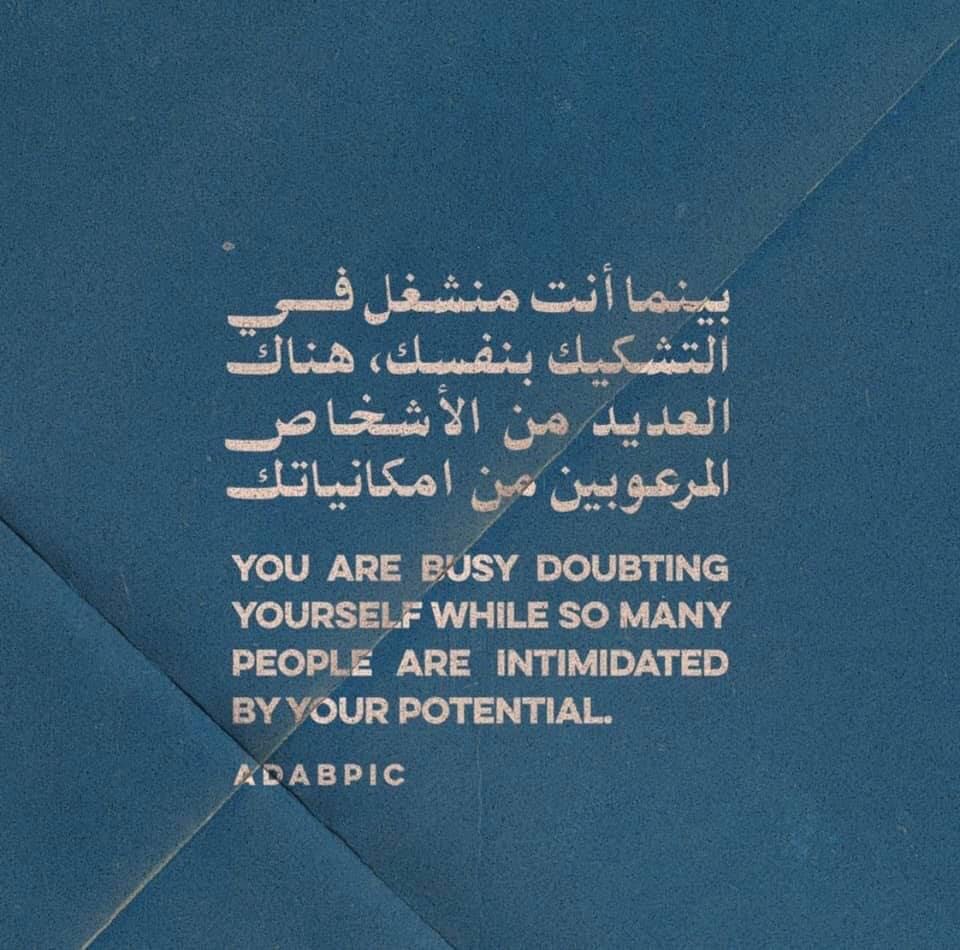 بينما أنت منشغل في
التشكيك بنفسك، هناك
العديد من الأشخاص
المرعوبين من امكانياتك
YOU ARE BUSY DOUBTING
YOURSELF WHILE SO MANY
PEOPLE ARE INTIMIDATED
BY YOUR POTENTIAL.
ADABPIC